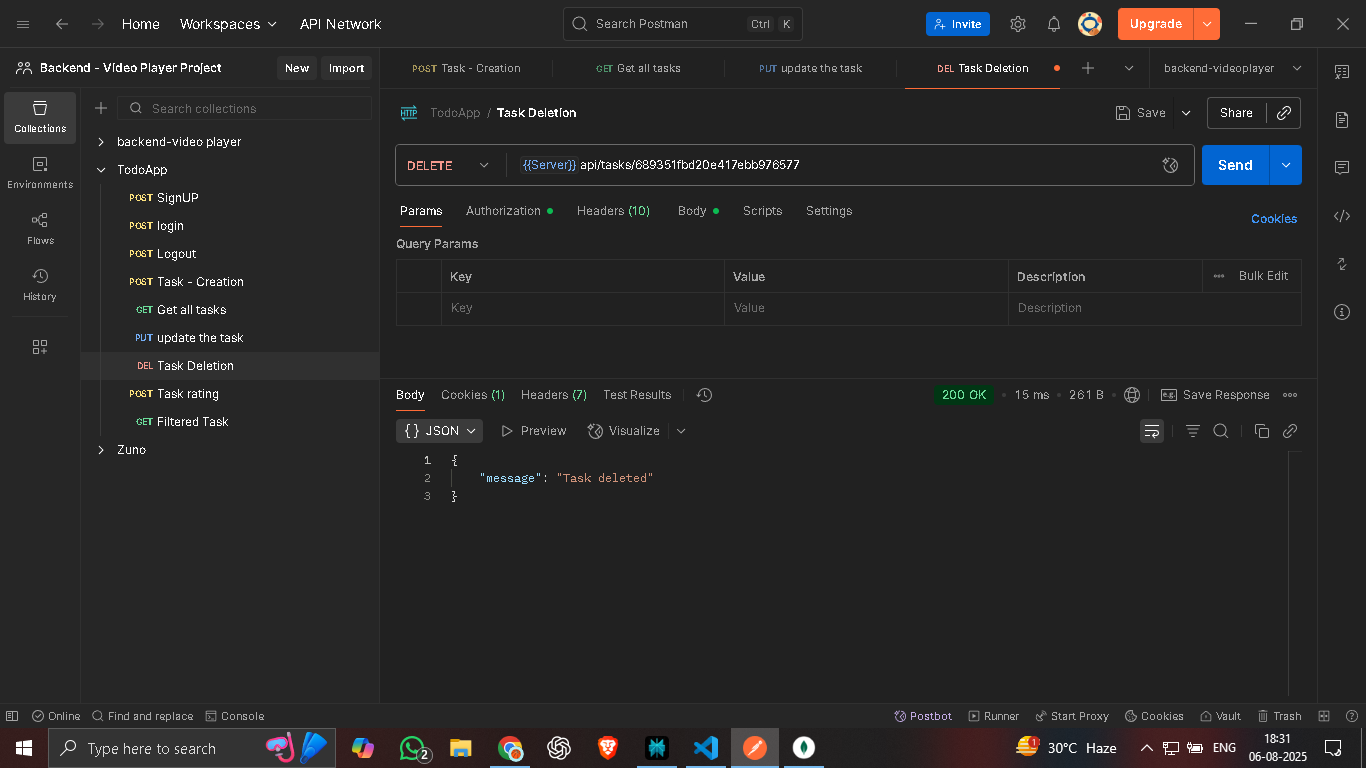 Home Workspaces API Network Search Postman Ctrl K Invite Upgrade
Backend - Video Player Project New Import
POST Task - Creation GET Get all tasks PUT update the task DEL Task Deletion backend-videoplayer
Collections
Environments
Flows
History
Search collections
backend-video player
TodoApp
POST SignUP
POST login
POST Logout
POST Task - Creation
GET Get all tasks
PUT update the task
DEL Task Deletion
POST Task rating
GET Filtered Task
Zuno
HTTP TodoApp / Task Deletion Save Share
DELETE {{Server}} api/tasks/689351fbd20e417ebb976577 Send
Params Authorization Headers (10) Body Scripts Settings Cookies
Query Params
Key Value Description Bulk Edit
Key Value Description
Body Cookies (1) Headers (7) Test Results 200 OK 15 ms 261 B Save Response
{} JSON Preview Visualize
1 {
2 "message": "Task deleted"
3 }
Online Find and replace Console Postbot Runner Start Proxy Cookies Vault Trash
Type here to search 2 1 30°C Haze ENG 18:31
06-08-2025